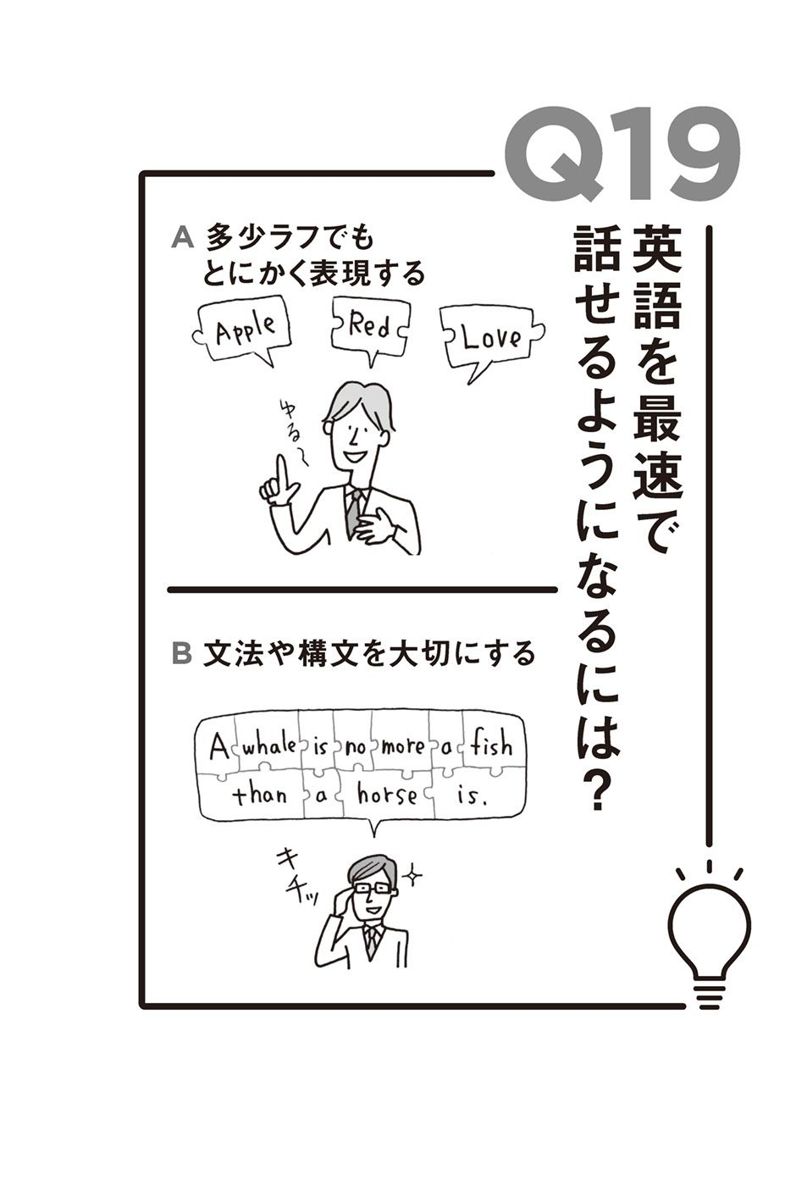 Q19
英語を最速で
話せるようになるには?
A 多少ラフでも
とにかく表現する
Apple
Red
Love
ゆる〜
B 文法や構文を大切にする
A whale is no more a fish
than a horse is.
キチッ